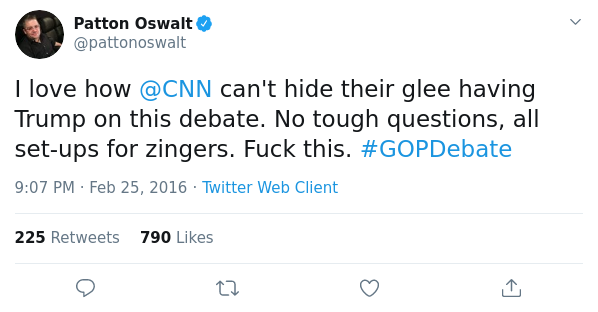 Patton Oswalt
@pattonoswalt
I love how @CNN can't hide their glee having
Trump on this debate. No tough questions, all
set-ups for zingers. Fuck this. #GOPDebate
9:07 PM · Feb 25, 2016 · Twitter Web Client
225 Retweets 790 Likes